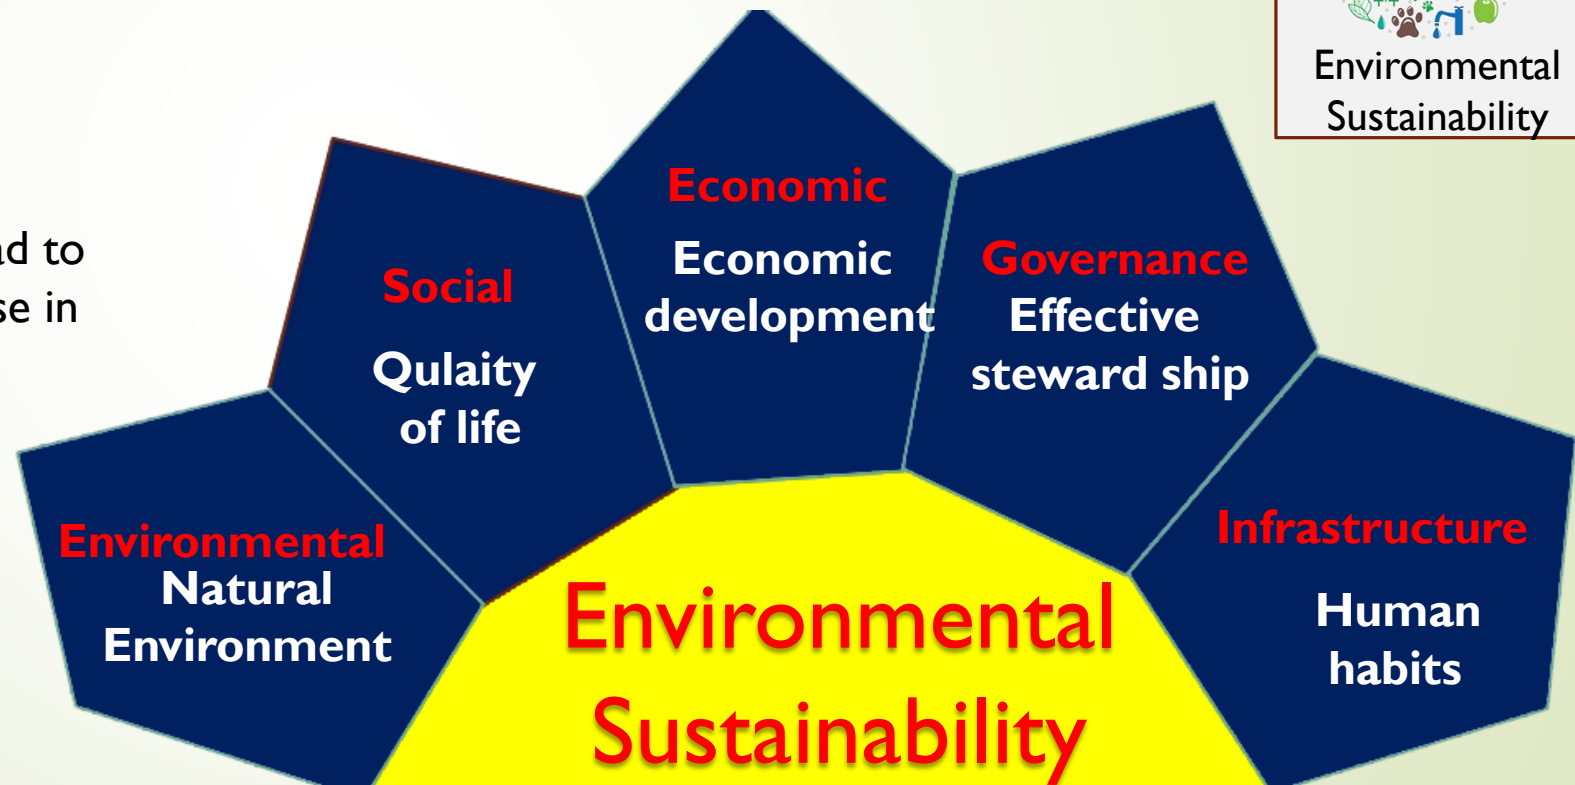 Environmental
Sustainability
to
in
Economic
Economic
development
Governance
Effective
steward ship
Social
Qulaity
of life
Environmental
Natural
Environment
Infrastructure
Human
habits
Environmental
Sustainability